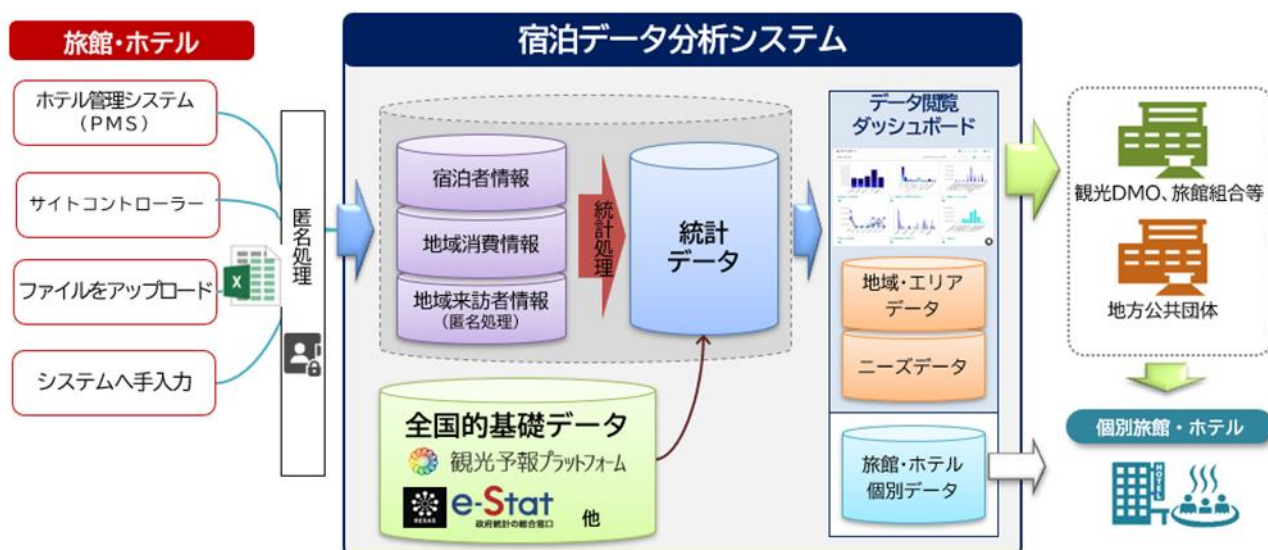 旅館・ホテル
ホテル管理システム
（PMS）
サイトコントローラー
ファイルをアップロード
システムへ手入力
X
匿名処理
宿泊データ分析システム
宿泊者情報
地域消費情報
地域来訪者情報
(匿名処理)
統計処理
統計
データ
全国的基礎データ
観光予報プラットフォーム
RESAS
e-Stat
政府統計の総合窓口
他
データ閲覧
ダッシュボード
地域・エリア
データ
ニーズデータ
旅館・ホテル
個別データ
観光DMO、旅館組合等
地方公共団体
個別旅館・ホテル
HOTEL